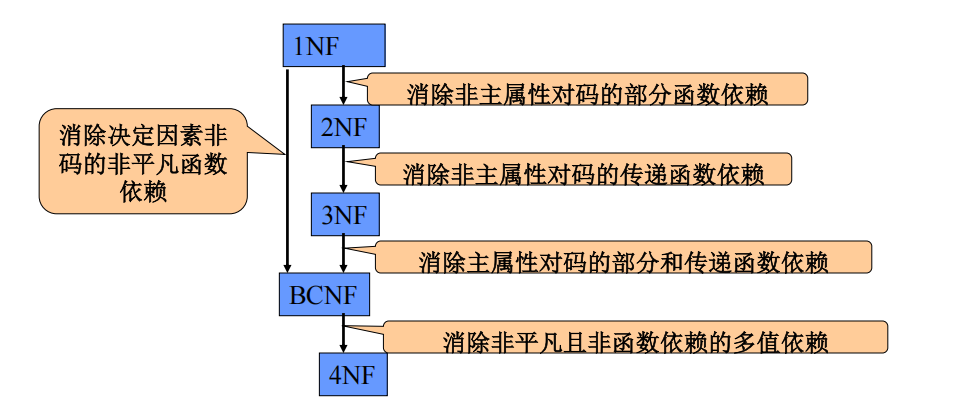 1NF
消除非主属性对码的部分函数依赖
2NF
消除决定因素非
码的非平凡函数
依赖
消除非主属性对码的传递函数依赖
3NF
消除主属性对码的部分和传递函数依赖
BCNF
消除非平凡且非函数依赖的多值依赖
4NF